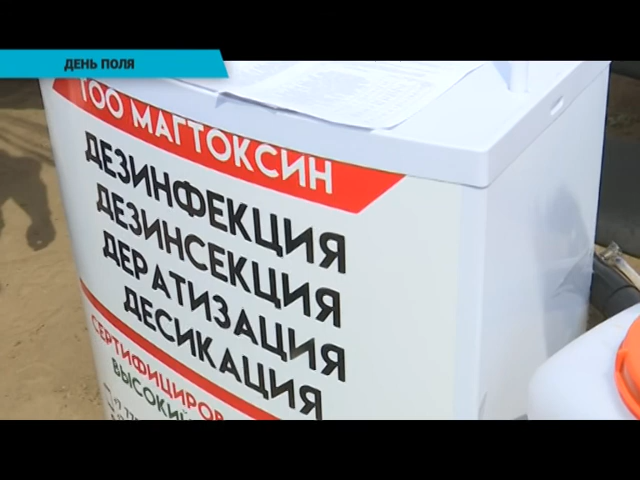 ДЕНЬ ПОЛЯ
ТОО МАГТОКСИН
ДЕЗИНФЕКЦИЯ
ДЕЗИНСЕКЦИЯ
ДЕРАТИЗАЦИЯ
ДЕСИКАЦИЯ